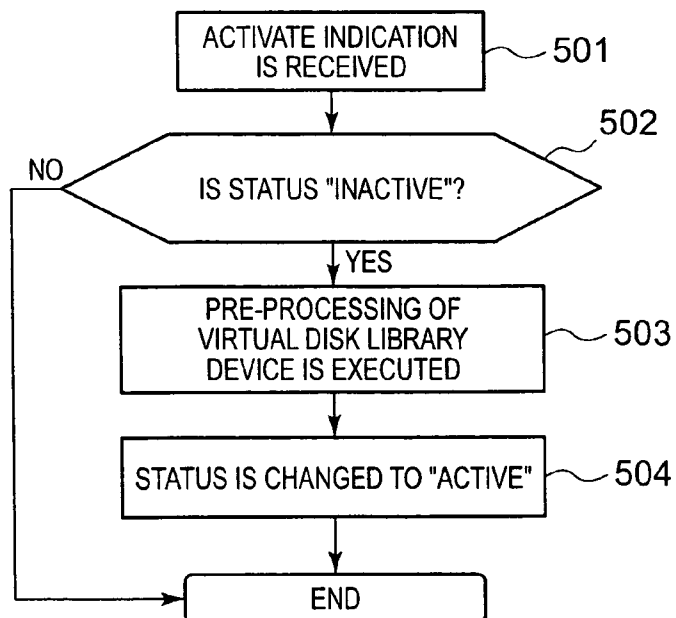 ACTIVATE INDICATION
IS RECEIVED
501
502
NO
IS STATUS "INACTIVE"?
YES
PRE-PROCESSING OF
VIRTUAL DISK LIBRARY
DEVICE IS EXECUTED
503
STATUS IS CHANGED TO "ACTIVE"
504
END